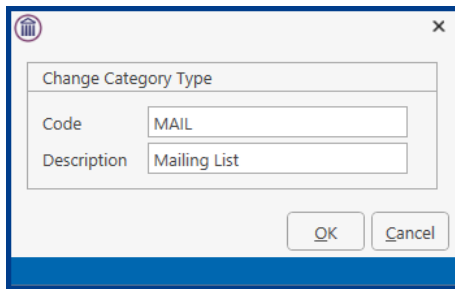 Change Category Type
Code MAIL
Description Mailing List
OK Cancel